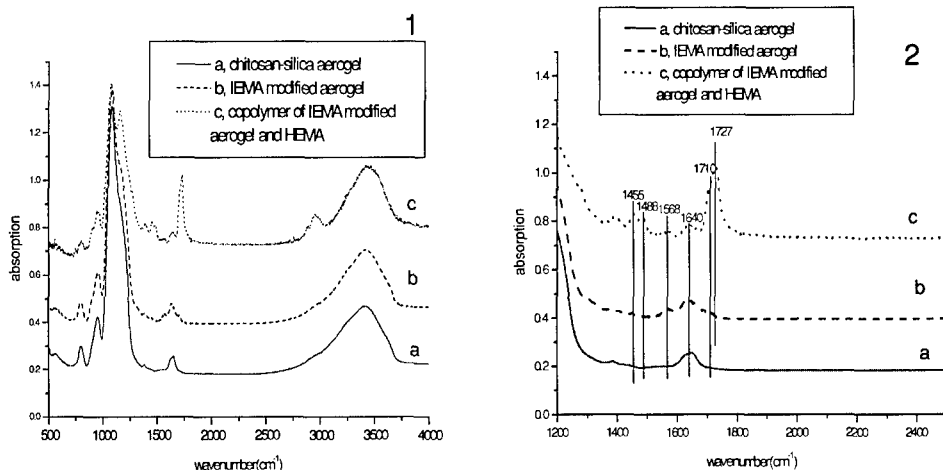 1
a, chitosan-silica aerogel
b, IEMA modified aerogel
c, copolymer of IEMA modified
aerogel and HEMA
absorption
1.4
1.2
1.0
0.8
0.6
0.4
0.2
0.0
c
b
a
500 1000 1500 2000 2500 3000 3500 4000
wavenumber(cm-1)
2
a, chitosan-silica aerogel
b, IEMA modified aerogel
c, copolymer of IEMA modified
aerogel and HEMA
absorption
1.4
1.2
1.0
0.8
0.6
0.4
0.2
0.0
1727
1710
1455
1486
1568
1640
c
b
a
1200 1400 1600 1800 2000 2200 2400
wavenumber(cm-1)